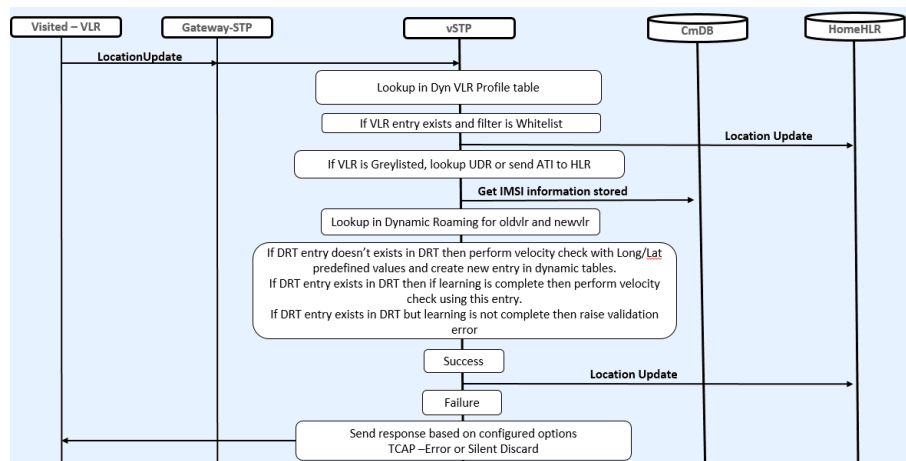 Visited – VLR
Gateway-STP
vSTP
CmDB
HomeHLR
LocationUpdate
Lookup in Dyn VLR Profile table
If VLR entry exists and filter is Whitelist
Location Update
If VLR is Greylisted, lookup UDR or send ATI to HLR
Get IMSI information stored
Lookup in Dynamic Roaming for oldvlr and newvlr
If DRT entry doesn't exists in DRT then perform velocity check with Long/Lat
predefined values and create new entry in dynamic tables.
If DRT entry exists in DRT then if learning is complete then perform velocity
check using this entry.
If DRT entry exists in DRT but learning is not complete then raise validation
error
Success
Location Update
Failure
Send response based on configured options
TCAP –Error or Silent Discard